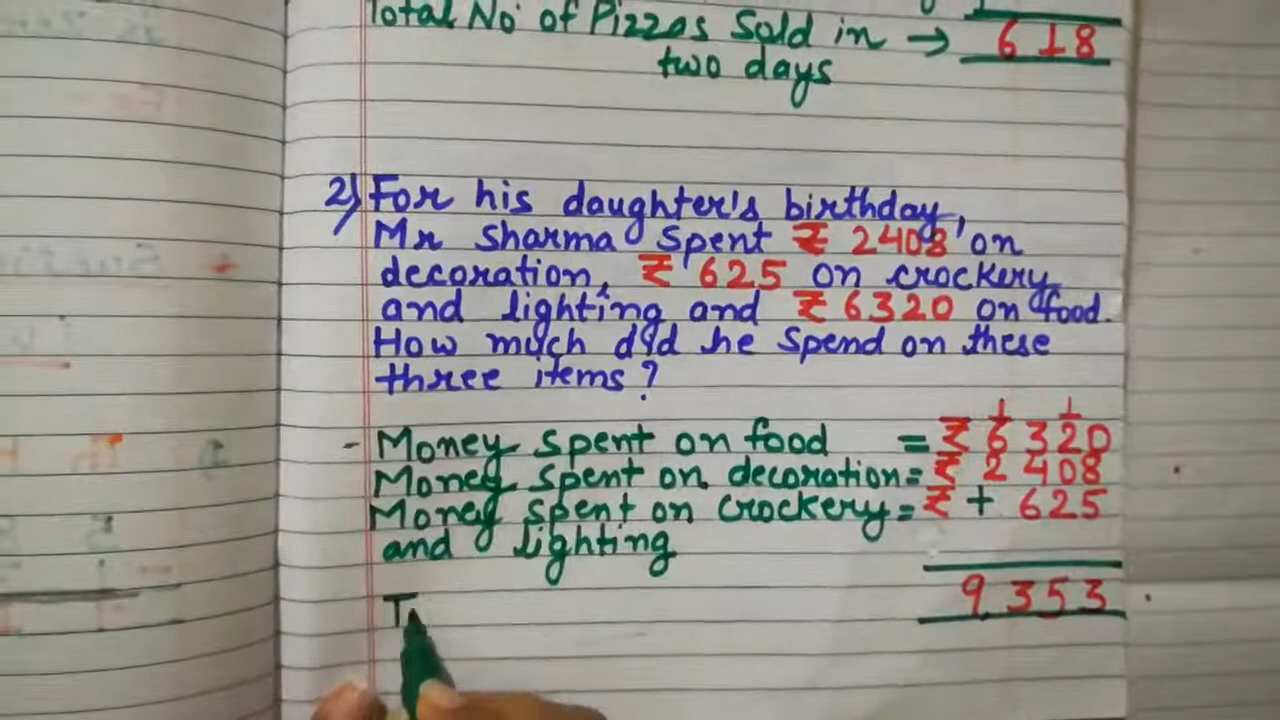 Total No of Pizzas Sold in → 618
two days
2) For his daughter's birthday,
Mr Sharma spent ₹ 2408 on
decoration, ₹ 625 on crockery
and lighting and ₹ 6320 on food.
How much did he spend on these
three items?
1 1
- Money spent on food = ₹ 6320
Money spent on decoration = ₹ 2408
Money spent on crockery = ₹ + 625
and lighting
9353
T